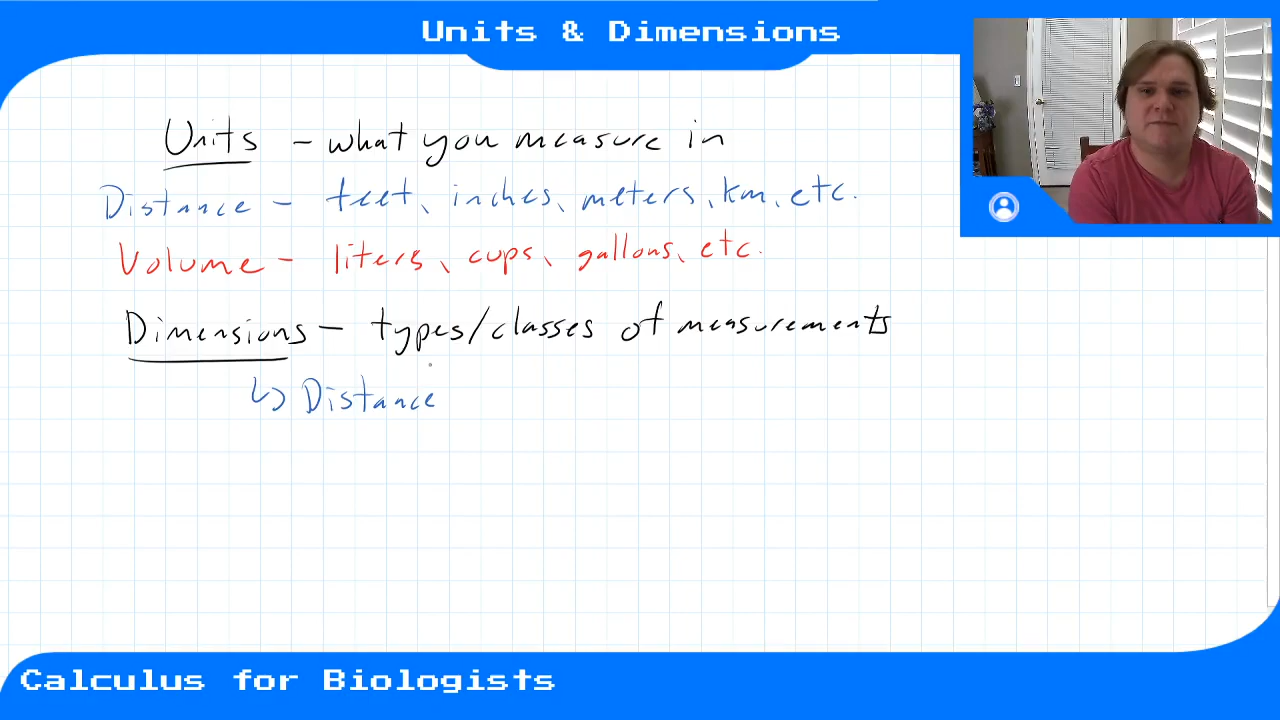 Units & Dimensions
Units - what you measure in
Distance - feet, inches, meters, km, etc.
Volume - liters, cups, gallons, etc.
Dimensions - types/classes of measurements
↳ Distance
Calculus for Biologists